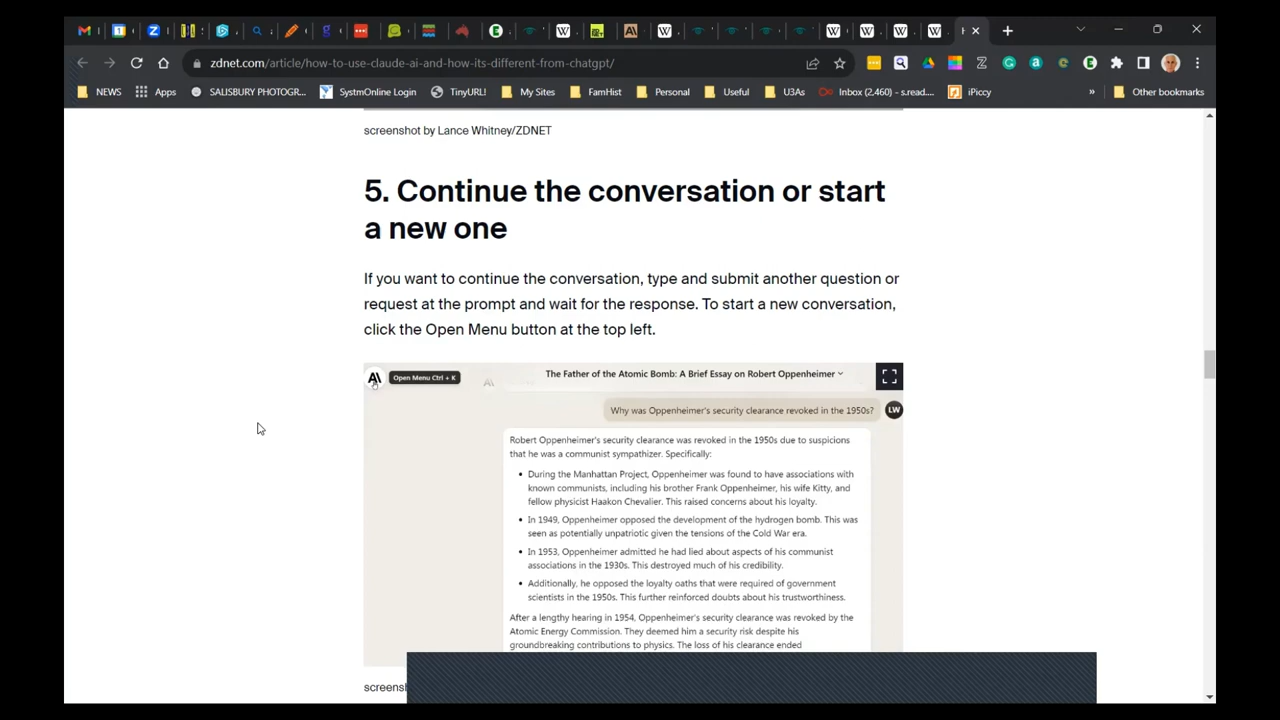 zdnet.com/article/how-to-use-claude-ai-and-how-its-different-from-chatgpt/
NEWS
Apps
SALISBURY PHOTOGR...
SystmOnline Login
TinyURL!
My Sites
FamHist
Personal
Useful
U3As
Inbox (2,460) - s.read....
iPiccy
»
Other bookmarks
screenshot by Lance Whitney/ZDNET
5. Continue the conversation or start
a new one
If you want to continue the conversation, type and submit another question or
request at the prompt and wait for the response. To start a new conversation,
click the Open Menu button at the top left.
Open Menu Ctrl + K
The Father of the Atomic Bomb: A Brief Essay on Robert Oppenheimer
Why was Oppenheimer's security clearance revoked in the 1950s?
LW
Robert Oppenheimer's security clearance was revoked in the 1950s due to suspicions
that he was a communist sympathizer. Specifically:
• During the Manhattan Project, Oppenheimer was found to have associations with
known communists, including his brother Frank Oppenheimer, his wife Kitty, and
fellow physicist Haakon Chevalier. This raised concerns about his loyalty.
• In 1949, Oppenheimer opposed the development of the hydrogen bomb. This was
seen as potentially unpatriotic given the tensions of the Cold War era.
• In 1953, Oppenheimer admitted he had lied about aspects of his communist
associations in the 1930s. This destroyed much of his credibility.
• Additionally, he opposed the loyalty oaths that were required of government
scientists in the 1950s. This further reinforced doubts about his trustworthiness.
After a lengthy hearing in 1954, Oppenheimer's security clearance was revoked by the
Atomic Energy Commission. They deemed him a security risk despite his
groundbreaking contributions to physics. The loss of his clearance ended
screensh